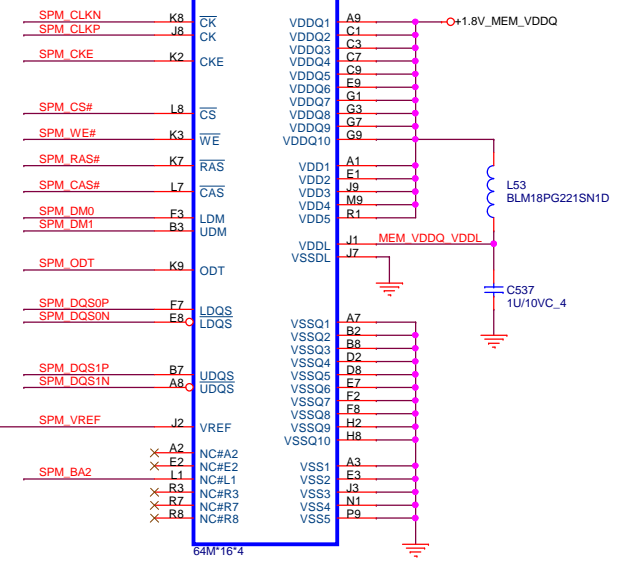 SPM_CLKN K8 CK VDDQ1 A9 +1.8V_MEM_VDDQ
SPM_CLKP J8 CK VDDQ2 C1
VDDQ3 C3
SPM_CKE K2 CKE VDDQ4 C7
VDDQ5 C9
VDDQ6 E9
VDDQ7 G1
SPM_CS# L8 CS VDDQ8 G3
VDDQ9 G7
SPM_WE# K3 WE VDDQ10 G9
SPM_RAS# K7 RAS VDD1 A1
VDD2 E1
SPM_CAS# L7 CAS VDD3 J9
L53
VDD4 M9
BLM18PG221SN1D
SPM_DM0 F3 LDM VDD5 R1
SPM_DM1 B3 UDM
VDDL J1 MEM_VDDQ_VDDL
VSSDL J7
SPM_ODT K9 ODT
C537
1U/10VC_4
SPM_DQS0P F7 LDQS
SPM_DQS0N E8 LDQS VSSQ1 A7
VSSQ2 B2
VSSQ3 B8
VSSQ4 D2
SPM_DQS1P B7 UDQS VSSQ5 D8
SPM_DQS1N A8 UDQS VSSQ6 E7
VSSQ7 F2
VSSQ8 F8
SPM_VREF J2 VREF VSSQ9 H2
VSSQ10 H8
A2 NC#A2
E2 NC#E2 VSS1 A3
SPM_BA2 L1 NC#L1 VSS2 E3
R3 NC#R3 VSS3 J3
R7 NC#R7 VSS4 N1
R8 NC#R8 VSS5 P9
64M*16*4